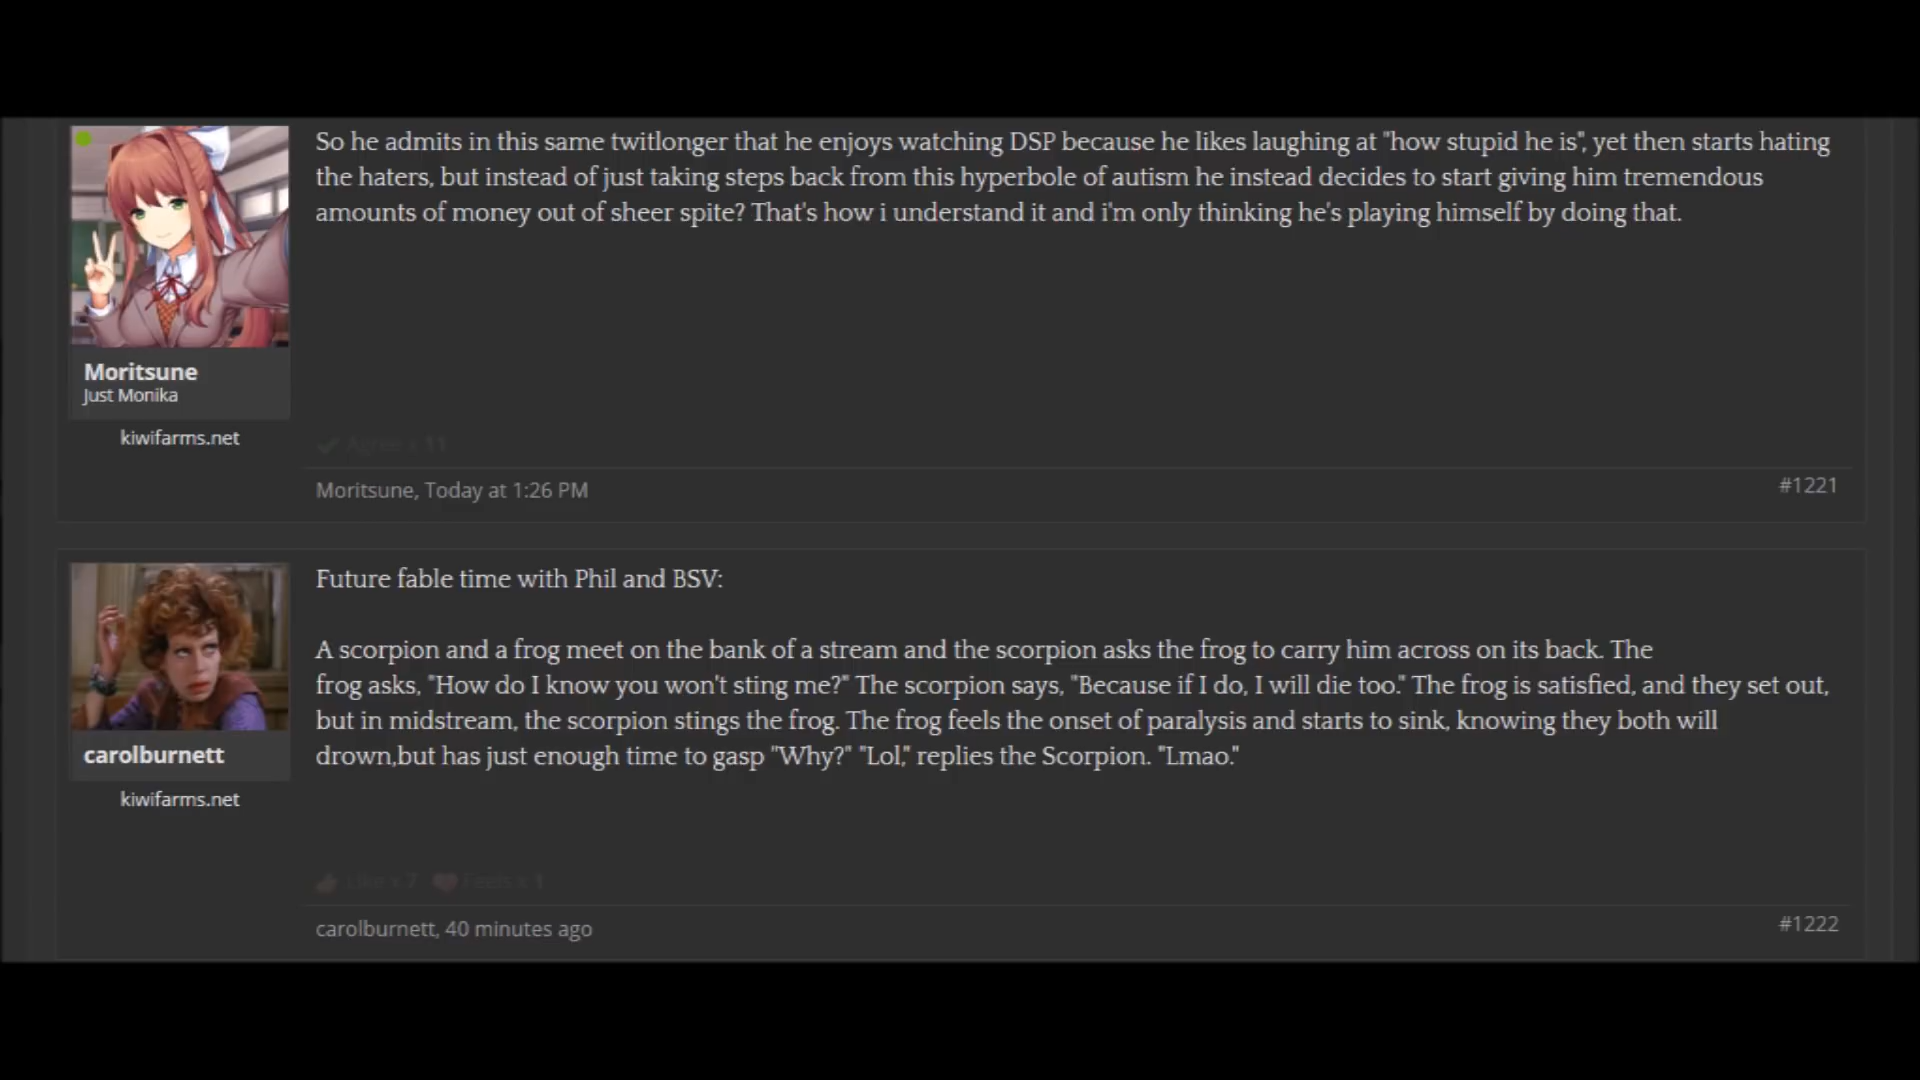 So he admits in this same twitlonger that he enjoys watching DSP because he likes laughing at "how stupid he is", yet then starts hating
the haters, but instead of just taking steps back from this hyperbole of autism he instead decides to start giving him tremendous
amounts of money out of sheer spite? That's how i understand it and i'm only thinking he's playing himself by doing that.
Moritsune
Just Monika
kiwifarms.net
Agree x 11
Moritsune, Today at 1:26 PM
#1221
Future fable time with Phil and BSV:
A scorpion and a frog meet on the bank of a stream and the scorpion asks the frog to carry him across on its back. The
frog asks, "How do I know you won't sting me?" The scorpion says, "Because if I do, I will die too." The frog is satisfied, and they set out,
but in midstream, the scorpion stings the frog. The frog feels the onset of paralysis and starts to sink, knowing they both will
drown,but has just enough time to gasp "Why?" "Lol," replies the Scorpion. "Lmao."
carolburnett
kiwifarms.net
Like x 7 Feels x 1
carolburnett, 40 minutes ago
#1222